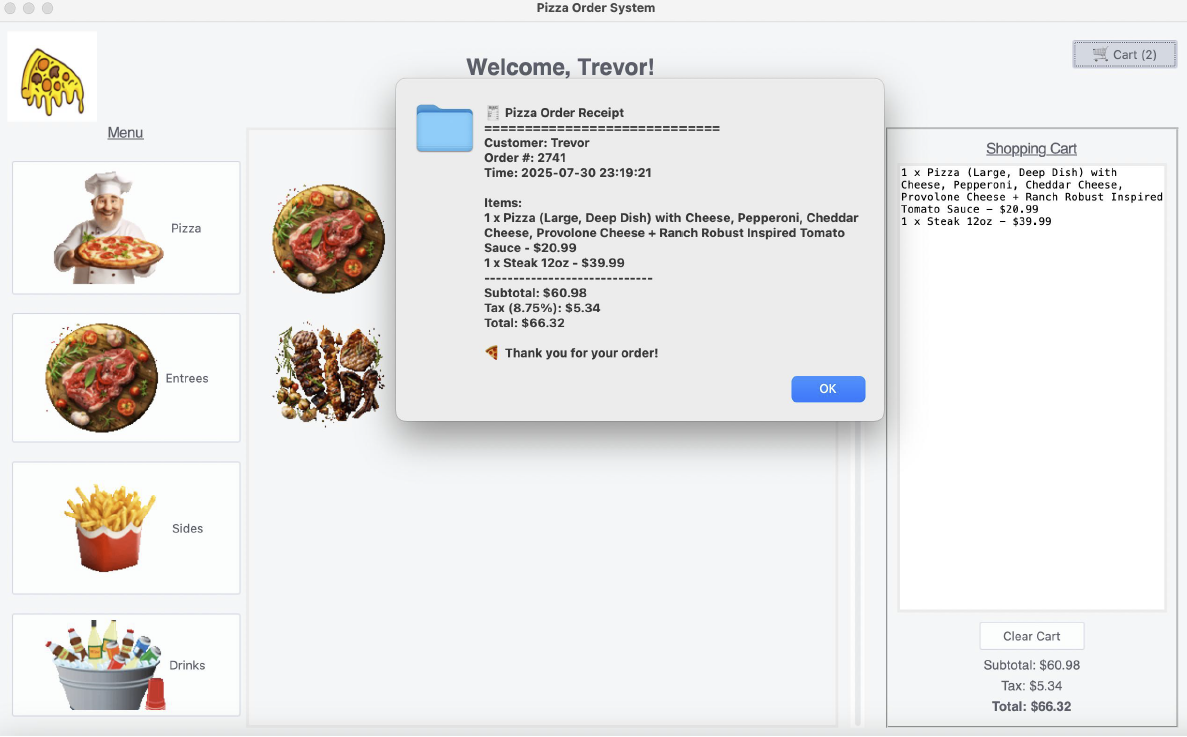 Pizza Order System
Cart (2)
Welcome, Trevor!
Menu
Pizza
Entrees
Sides
Drinks
Pizza Order Receipt
=============================
Customer: Trevor
Order #: 2741
Time: 2025-07-30 23:19:21
Items:
1 x Pizza (Large, Deep Dish) with Cheese, Pepperoni, Cheddar
Cheese, Provolone Cheese + Ranch Robust Inspired Tomato
Sauce - $20.99
1 x Steak 12oz - $39.99
-----------------------------
Subtotal: $60.98
Tax (8.75%): $5.34
Total: $66.32
Thank you for your order!
OK
Shopping Cart
1 x Pizza (Large, Deep Dish) with
Cheese, Pepperoni, Cheddar Cheese,
Provolone Cheese + Ranch Robust Inspired
Tomato Sauce – $20.99
1 x Steak 12oz – $39.99
Clear Cart
Subtotal: $60.98
Tax: $5.34
Total: $66.32